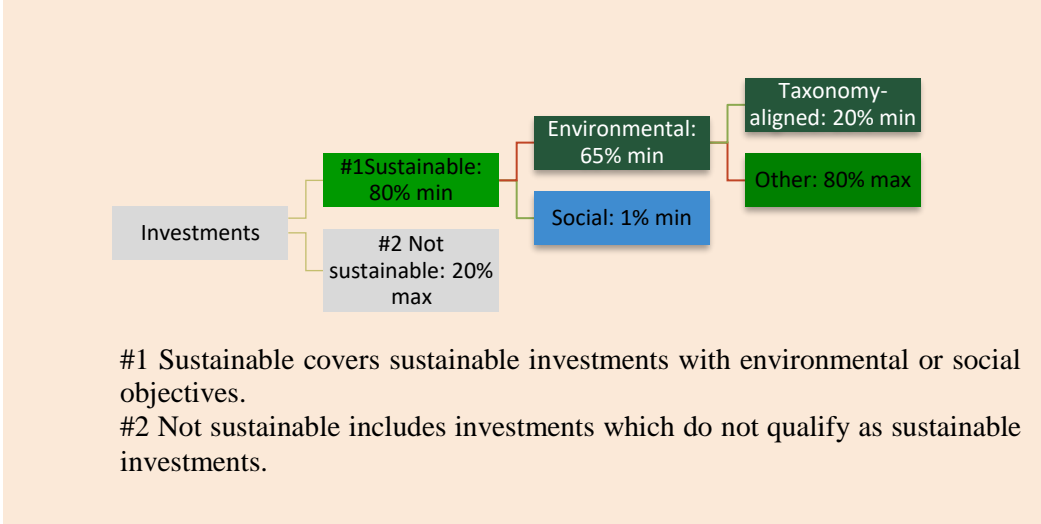 Taxonomy-
aligned: 20% min
Environmental:
65% min
#1Sustainable:
80% min
Other: 80% max
Social: 1% min
Investments
#2 Not
sustainable: 20%
max
#1 Sustainable covers sustainable investments with environmental or social
objectives.
#2 Not sustainable includes investments which do not qualify as sustainable
investments.